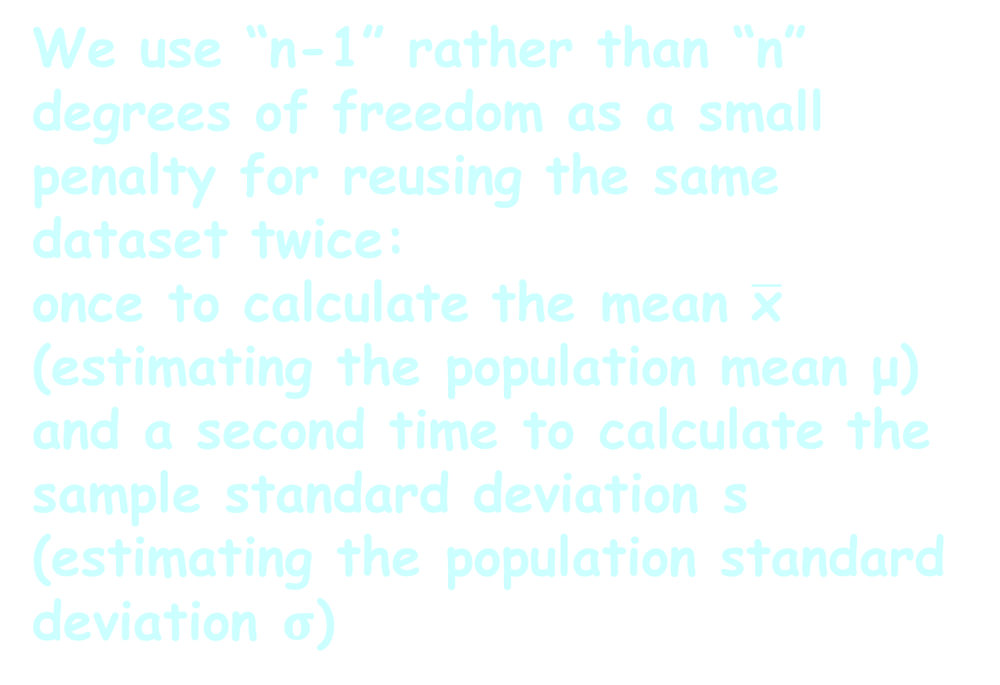 We use “n-1” rather than “n”
degrees of freedom as a small
penalty for reusing the same
dataset twice:
once to calculate the mean x̅
(estimating the population mean μ)
and a second time to calculate the
sample standard deviation s
(estimating the population standard
deviation σ)